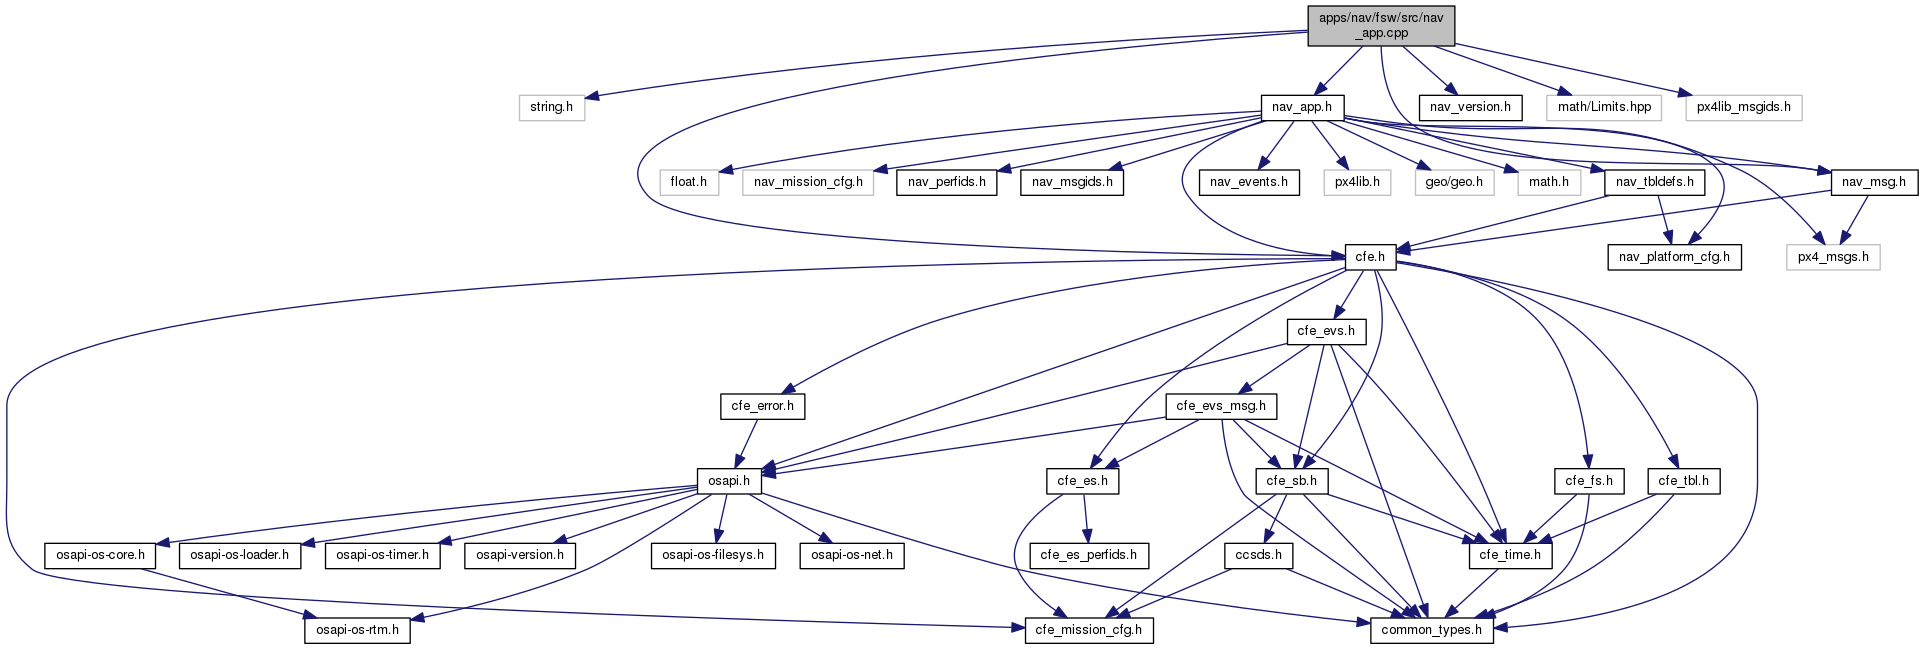 apps/nav/fsw/src/nav
_app.cpp
string.h
nav_app.h
nav_version.h
math/Limits.hpp
px4lib_msgids.h
float.h
nav_mission_cfg.h
nav_perfids.h
nav_msgids.h
nav_events.h
px4lib.h
geo/geo.h
math.h
nav_tbldefs.h
nav_msg.h
cfe.h
nav_platform_cfg.h
px4_msgs.h
cfe_evs.h
cfe_error.h
cfe_evs_msg.h
osapi.h
cfe_es.h
cfe_sb.h
cfe_fs.h
cfe_tbl.h
osapi-os-core.h
osapi-os-loader.h
osapi-os-timer.h
osapi-version.h
osapi-os-filesys.h
osapi-os-net.h
cfe_es_perfids.h
ccsds.h
cfe_time.h
osapi-os-rtm.h
cfe_mission_cfg.h
common_types.h